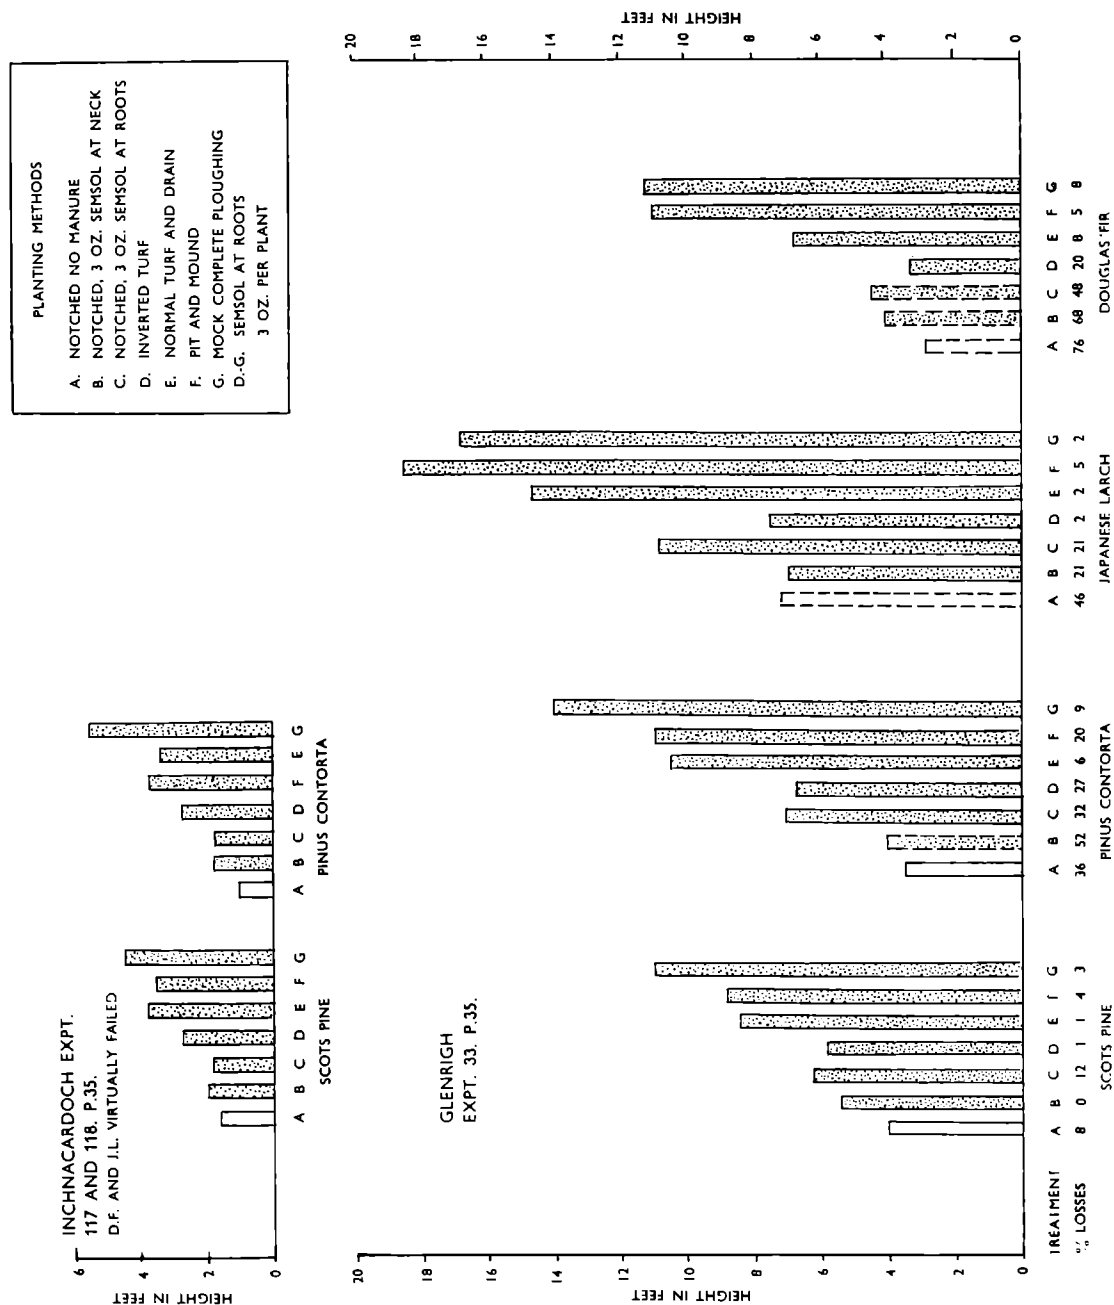 INCHNACARDOCH EXPT.
117 AND 118. P.35.
D.F. AND J.L. VIRTUALLY FAILED
PLANTING METHODS
A. NOTCHED NO MANURE
B. NOTCHED, 3 OZ. SEMSOL AT NECK
C. NOTCHED, 3 OZ. SEMSOL AT ROOTS
D. INVERTED TURF
E. NORMAL TURF AND DRAIN
F. PIT AND MOUND
G. MOCK COMPLETE PLOUGHING
D.-G. SEMSOL AT ROOTS
3 OZ. PER PLANT
HEIGHT IN FEET
6
4
2
0
A B C D E F G A B C D F E G
SCOTS PINE PINUS CONTORTA
GLENRIGH
EXPT. 33. P.35.
HEIGHT IN FEET
20
18
16
14
12
10
8
6
4
2
0
HEIGHT IN FEET
20
18
16
14
12
10
8
6
4
2
0
TREATMENT A B C D E F G A B C D E F G A B C D E F G A B C D E F G
% LOSSES 8 0 12 1 1 4 3 36 52 32 27 6 20 9 46 21 21 2 2 5 2 76 68 48 20 8 5 8
SCOTS PINE PINUS CONTORTA JAPANESE LARCH DOUGLAS FIR